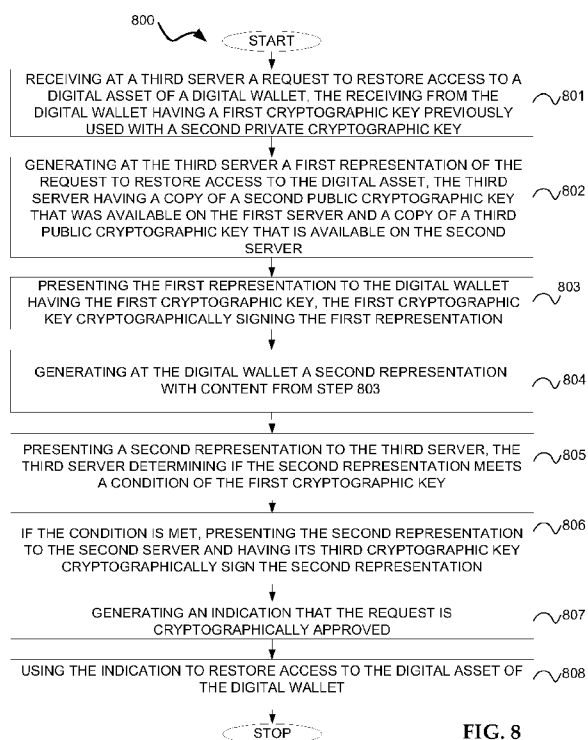 800
START
RECEIVING AT A THIRD SERVER A REQUEST TO RESTORE ACCESS TO A
DIGITAL ASSET OF A DIGITAL WALLET, THE RECEIVING FROM THE
DIGITAL WALLET HAVING A FIRST CRYPTOGRAPHIC KEY PREVIOUSLY
USED WITH A SECOND PRIVATE CRYPTOGRAPHIC KEY
801
GENERATING AT THE THIRD SERVER A FIRST REPRESENTATION OF THE
REQUEST TO RESTORE ACCESS TO THE DIGITAL ASSET, THE THIRD
SERVER HAVING A COPY OF A SECOND PUBLIC CRYPTOGRAPHIC KEY
THAT WAS AVAILABLE ON THE FIRST SERVER AND A COPY OF A THIRD
PUBLIC CRYPTOGRAPHIC KEY THAT IS AVAILABLE ON THE SECOND
SERVER
802
PRESENTING THE FIRST REPRESENTATION TO THE DIGITAL WALLET
HAVING THE FIRST CRYPTOGRAPHIC KEY, THE FIRST CRYPTOGRAPHIC
KEY CRYPTOGRAPHICALLY SIGNING THE FIRST REPRESENTATION
803
GENERATING AT THE DIGITAL WALLET A SECOND REPRESENTATION
WITH CONTENT FROM STEP 803
804
PRESENTING A SECOND REPRESENTATION TO THE THIRD SERVER, THE
THIRD SERVER DETERMINING IF THE SECOND REPRESENTATION MEETS
A CONDITION OF THE FIRST CRYPTOGRAPHIC KEY
805
IF THE CONDITION IS MET, PRESENTING THE SECOND REPRESENTATION
TO THE SECOND SERVER AND HAVING ITS THIRD CRYPTOGRAPHIC KEY
CRYPTOGRAPHICALLY SIGN THE SECOND REPRESENTATION
806
GENERATING AN INDICATION THAT THE REQUEST IS
CRYPTOGRAPHICALLY APPROVED
807
USING THE INDICATION TO RESTORE ACCESS TO THE DIGITAL ASSET OF
THE DIGITAL WALLET
808
STOP
FIG. 8